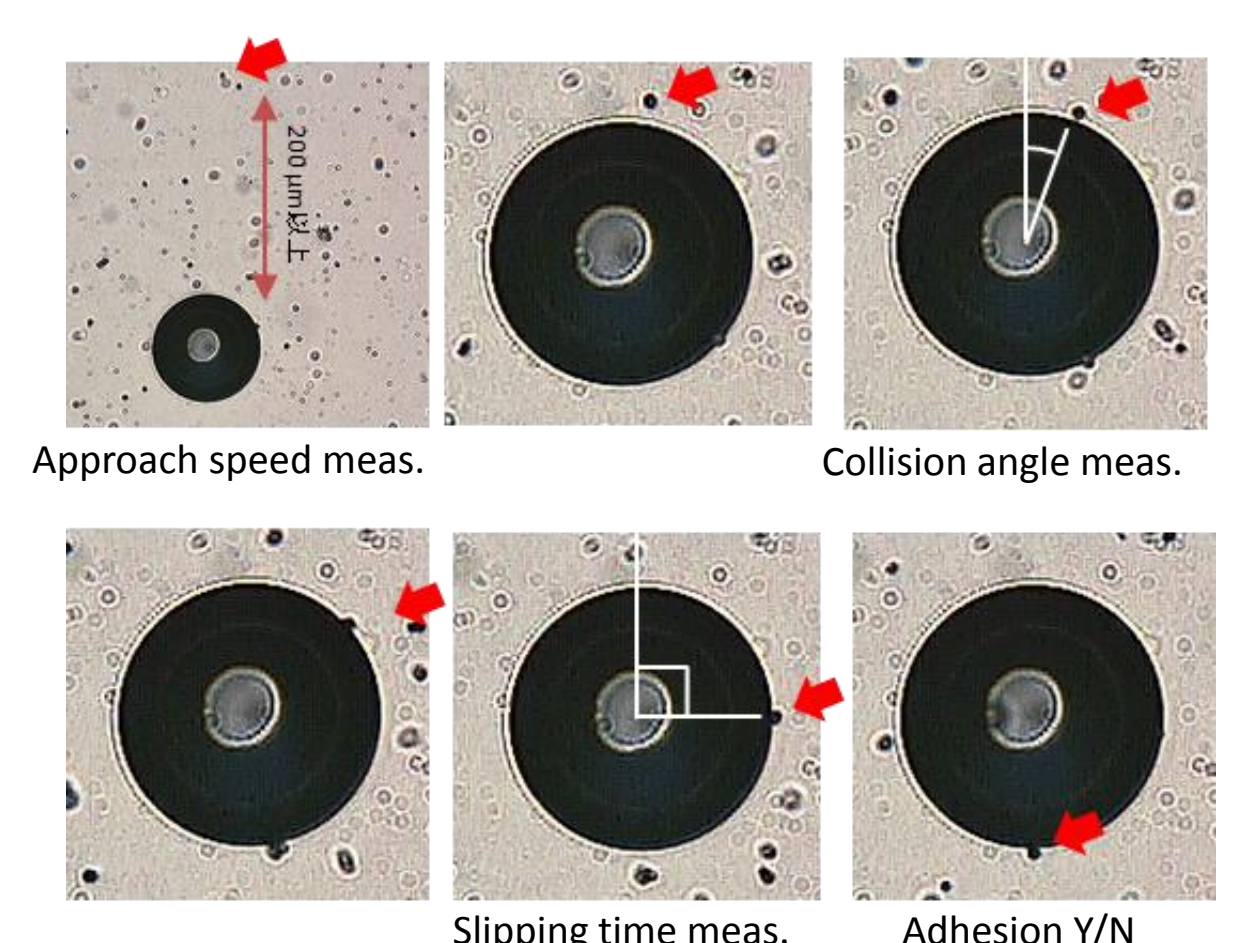 200 μm以上
Approach speed meas.
Collision angle meas.
Slipping time meas.
Adhesion Y/N